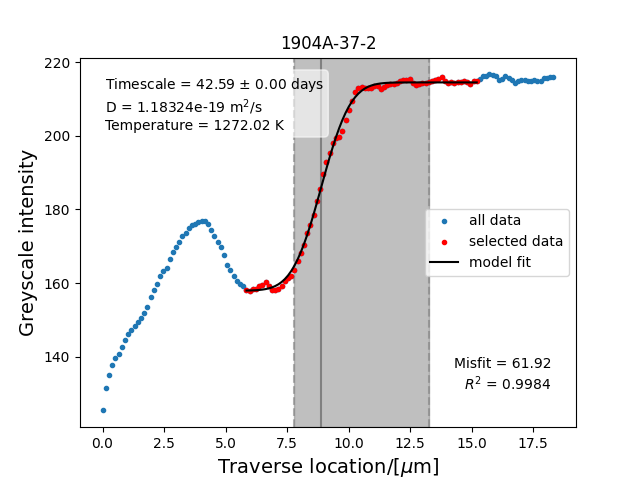 1904A-37-2
Timescale = 42.59 ± 0.00 days
D = 1.18324e-19 m²/s
Temperature = 1272.02 K
Greyscale intensity
220
200
180
160
140
all data
selected data
model fit
Misfit = 61.92
R² = 0.9984
0.0 2.5 5.0 7.5 10.0 12.5 15.0 17.5
Traverse location/[μm]